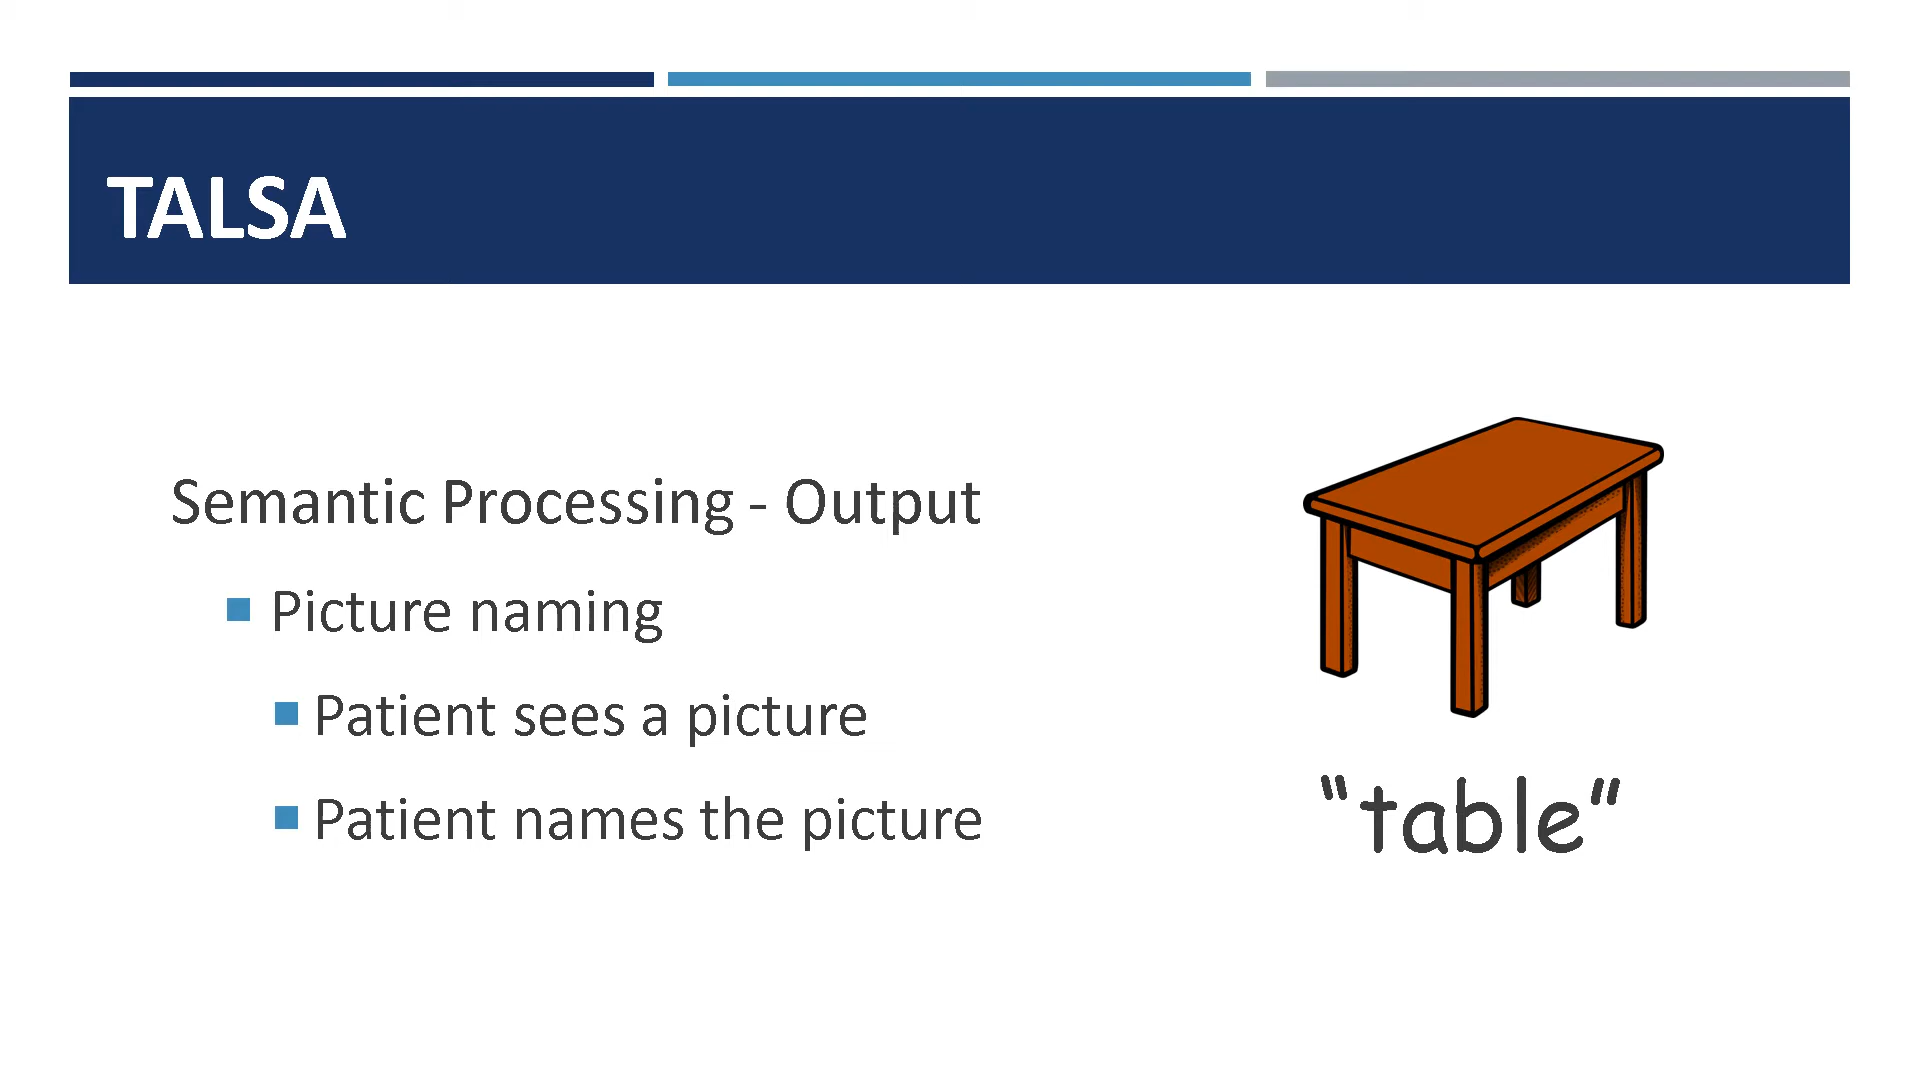 TALSA
Semantic Processing - Output
Picture naming
Patient sees a picture
Patient names the picture
“table”